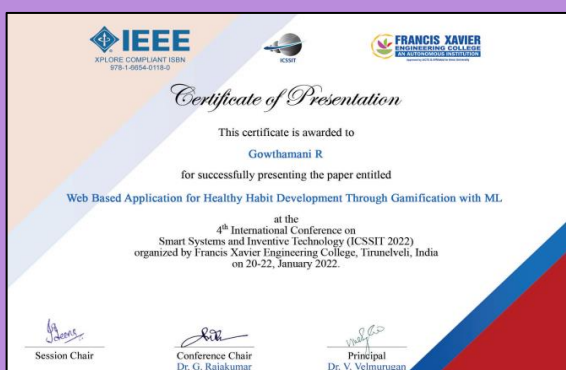 IEEE
XPLORE COMPLIANT ISBN
978-1-6654-0118-0
ICSSIT
FRANCIS XAVIER
ENGINEERING COLLEGE
AN AUTONOMOUS INSTITUTION
Certificate of Presentation
This certificate is awarded to
Gowthamani R
for successfully presenting the paper entitled
Web Based Application for Healthy Habit Development Through Gamification with ML
at the
4th International Conference on
Smart Systems and Inventive Technology (ICSSIT 2022)
organized by Francis Xavier Engineering College, Tirunelveli, India
on 20-22, January 2022.
Session Chair
Conference Chair
Dr. G. Rajakumar
Principal
Dr. V. Velmurugan